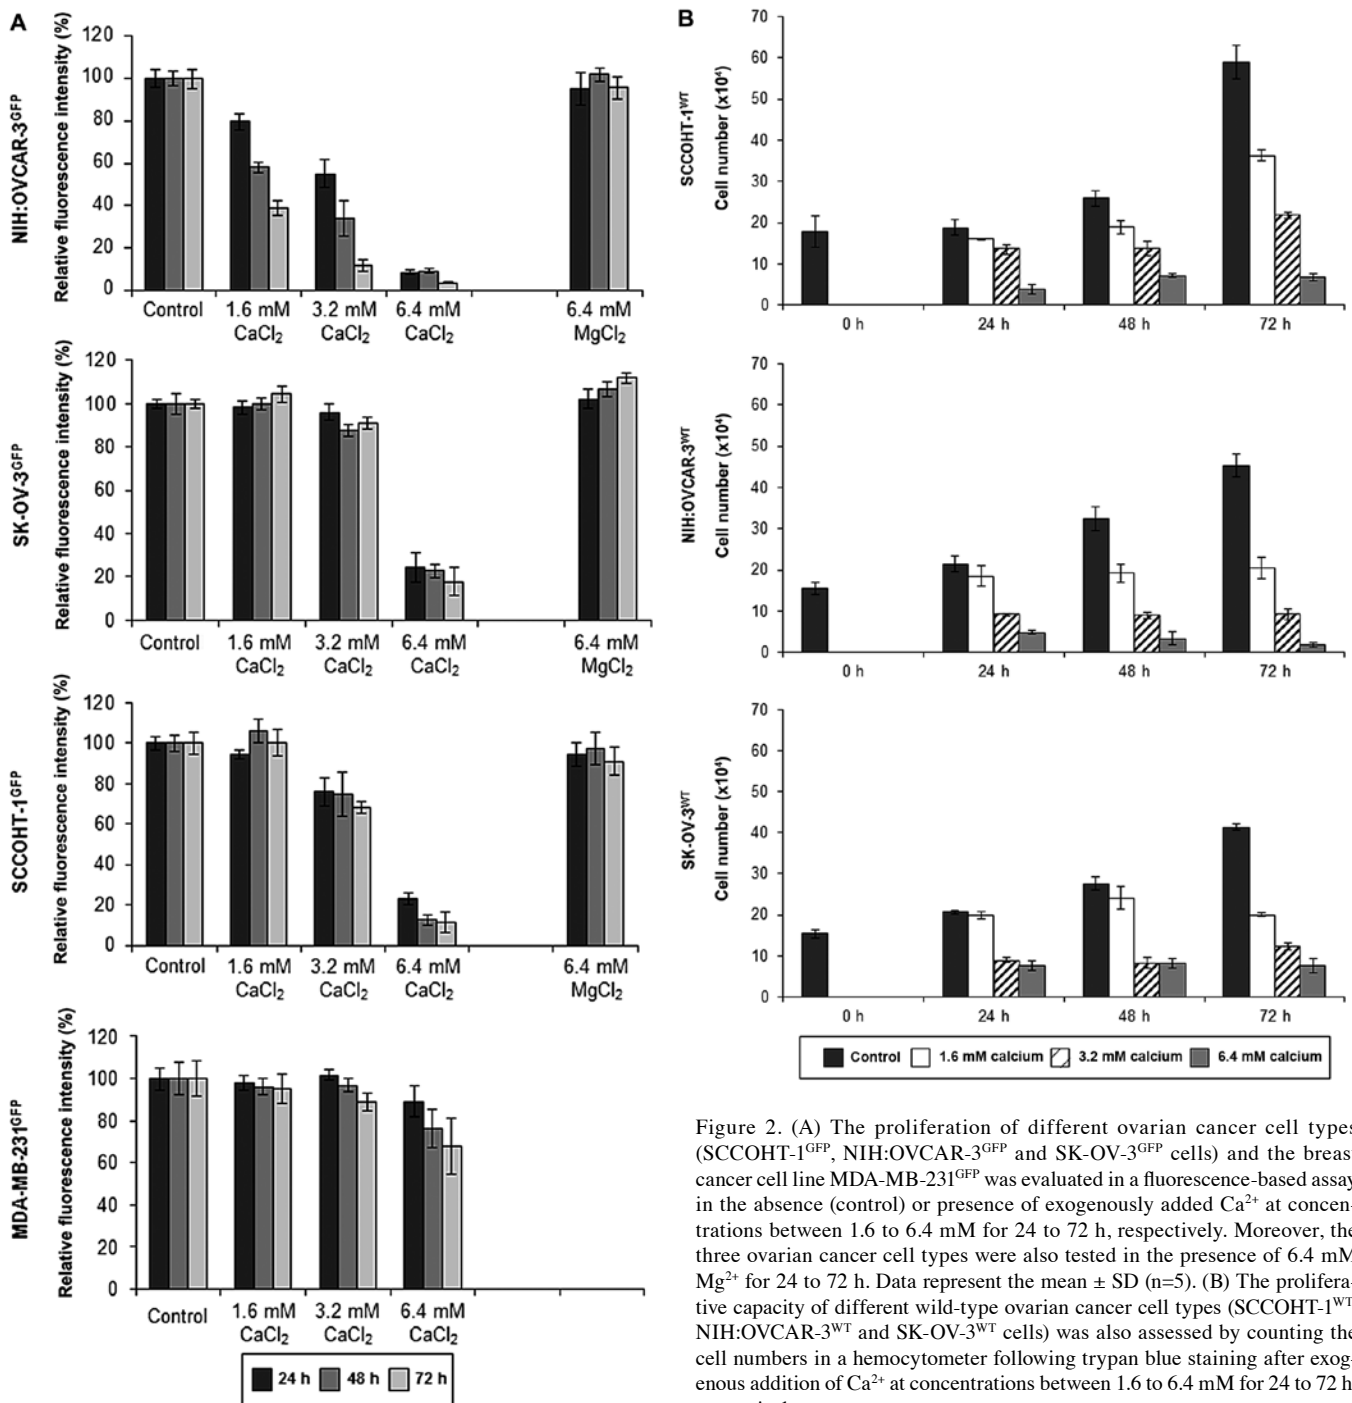 A
NIH:OVCAR-3GFP
Relative fluorescence intensity (%)
120
100
80
60
40
20
0
Control
1.6 mM CaCl2
3.2 mM CaCl2
6.4 mM CaCl2
6.4 mM MgCl2
SK-OV-3GFP
Relative fluorescence intensity (%)
120
100
80
60
40
20
0
Control
1.6 mM CaCl2
3.2 mM CaCl2
6.4 mM CaCl2
6.4 mM MgCl2
SCCOHT-1GFP
Relative fluorescence intensity (%)
120
100
80
60
40
20
0
Control
1.6 mM CaCl2
3.2 mM CaCl2
6.4 mM CaCl2
6.4 mM MgCl2
MDA-MB-231GFP
Relative fluorescence intensity (%)
120
100
80
60
40
20
0
Control
1.6 mM CaCl2
3.2 mM CaCl2
6.4 mM CaCl2
24 h 48 h 72 h
B
SCCOHT-1WT
Cell number (x10⁴)
70
60
50
40
30
20
10
0
0 h 24 h 48 h 72 h
NIH:OVCAR-3WT
Cell number (x10⁴)
70
60
50
40
30
20
10
0
0 h 24 h 48 h 72 h
SK-OV-3WT
Cell number (x10⁴)
70
60
50
40
30
20
10
0
0 h 24 h 48 h 72 h
Control 1.6 mM calcium 3.2 mM calcium 6.4 mM calcium
Figure 2. (A) The proliferation of different ovarian cancer cell types
(SCCOHT-1GFP, NIH:OVCAR-3GFP and SK-OV-3GFP cells) and the breas
cancer cell line MDA-MB-231GFP was evaluated in a fluorescence-based assay
in the absence (control) or presence of exogenously added Ca²⁺ at concen-
trations between 1.6 to 6.4 mM for 24 to 72 h, respectively. Moreover, the
three ovarian cancer cell types were also tested in the presence of 6.4 mM
Mg²⁺ for 24 to 72 h. Data represent the mean ± SD (n=5). (B) The prolifera-
tive capacity of different wild-type ovarian cancer cell types (SCCOHT-1WT
NIH:OVCAR-3WT and SK-OV-3WT cells) was also assessed by counting the
cell numbers in a hemocytometer following trypan blue staining after exog-
enous addition of Ca²⁺ at concentrations between 1.6 to 6.4 mM for 24 to 72 h